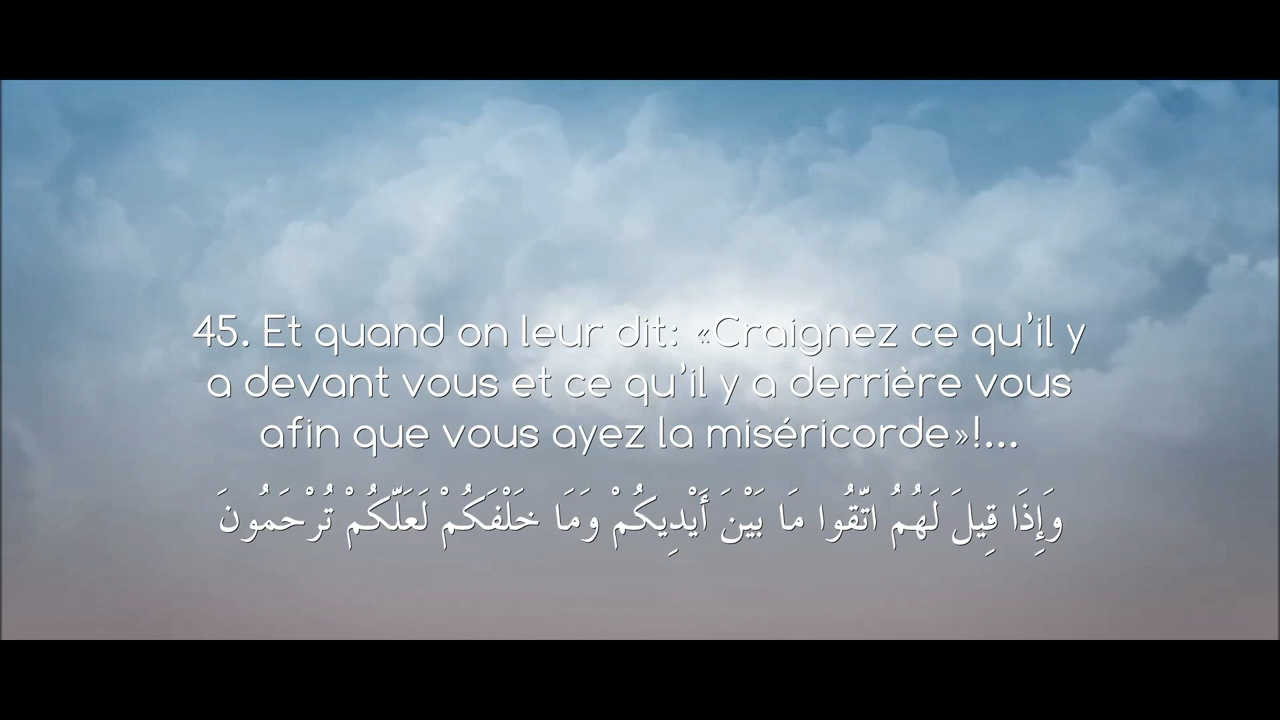 45. Et quand on leur dit: «Craignez ce qu’il y
a devant vous et ce qu’il y a derrière vous
afin que vous ayez la miséricorde»!...
وَإِذَا قِيلَ لَهُمُ اتَّقُوا مَا بَيْنَ أَيْدِيكُمْ وَمَا خَلْفَكُمْ لَعَلَّكُمْ تُرْحَمُونَ